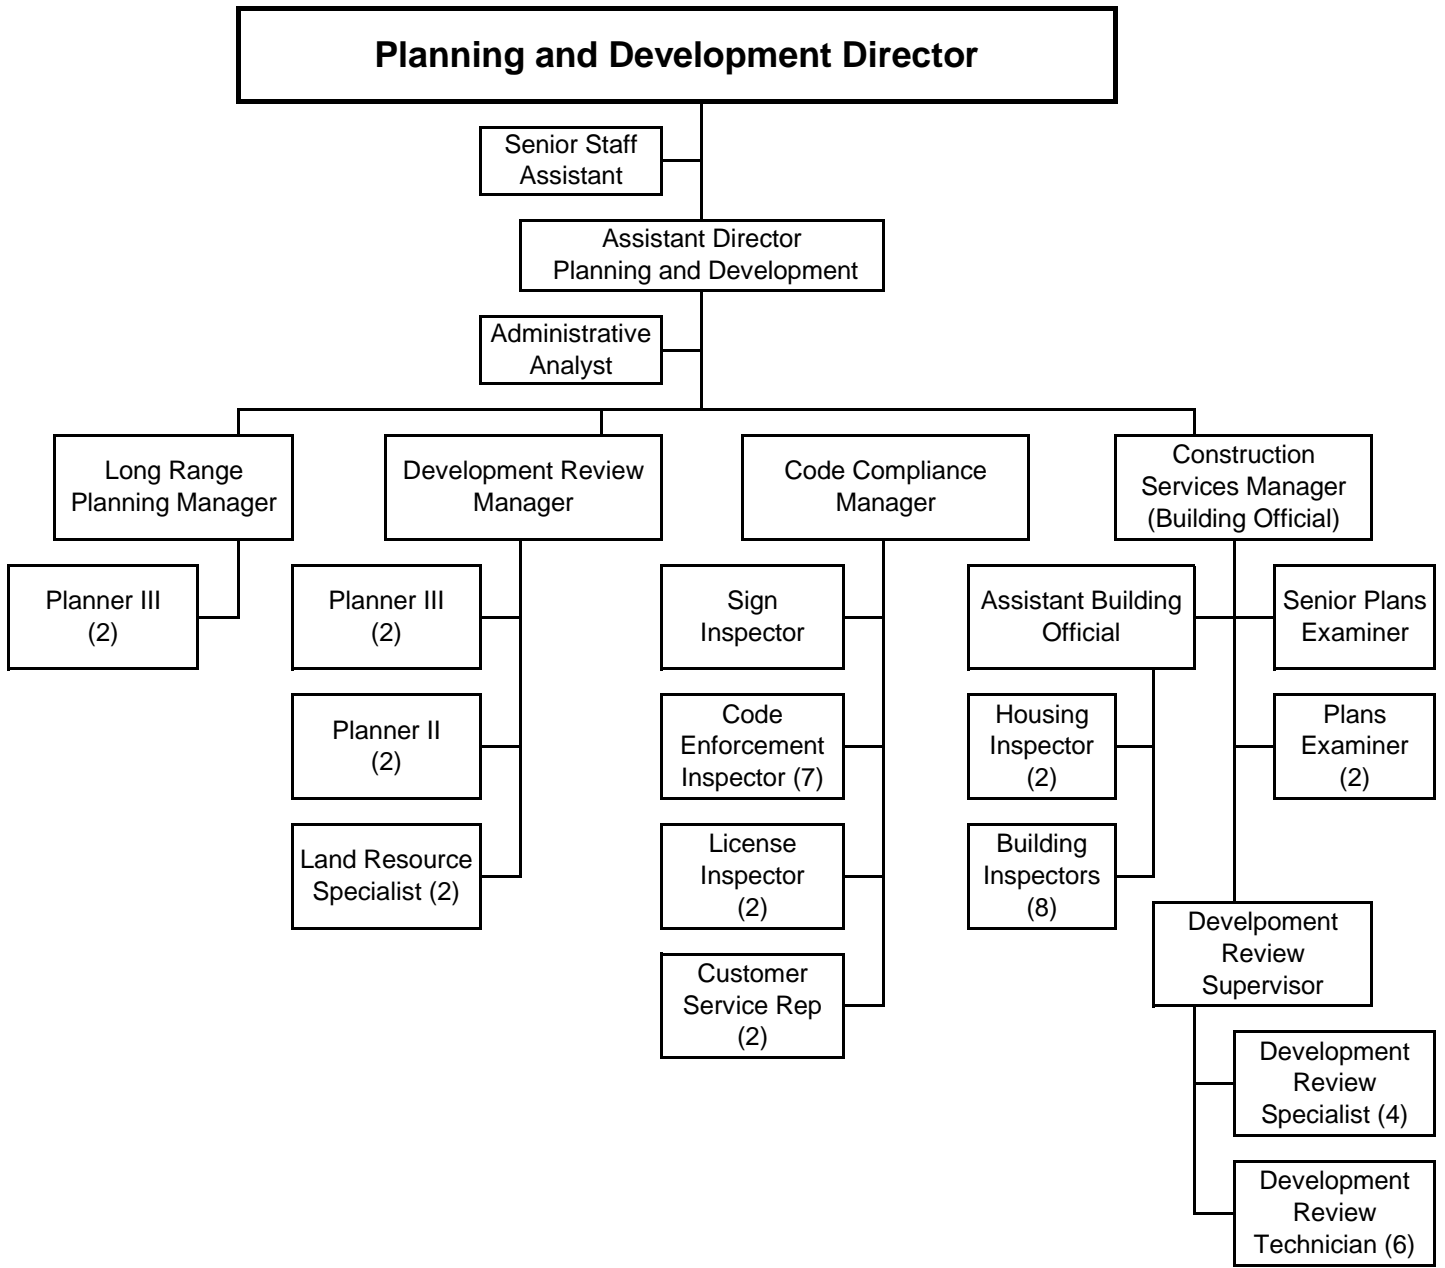 Planning and Development Director
Senior Staff
Assistant
Assistant Director
Planning and Development
Administrative
Analyst
Long Range
Planning Manager
Development Review
Manager
Code Compliance
Manager
Construction
Services Manager
(Building Official)
Planner III
(2)
Planner III
(2)
Sign
Inspector
Assistant Building
Official
Senior Plans
Examiner
Planner II
(2)
Code
Enforcement
Inspector (7)
Housing
Inspector
(2)
Plans
Examiner
(2)
Land Resource
Specialist (2)
License
Inspector
(2)
Building
Inspectors
(8)
Develpoment
Review
Supervisor
Customer
Service Rep
(2)
Development
Review
Specialist (4)
Development
Review
Technician (6)